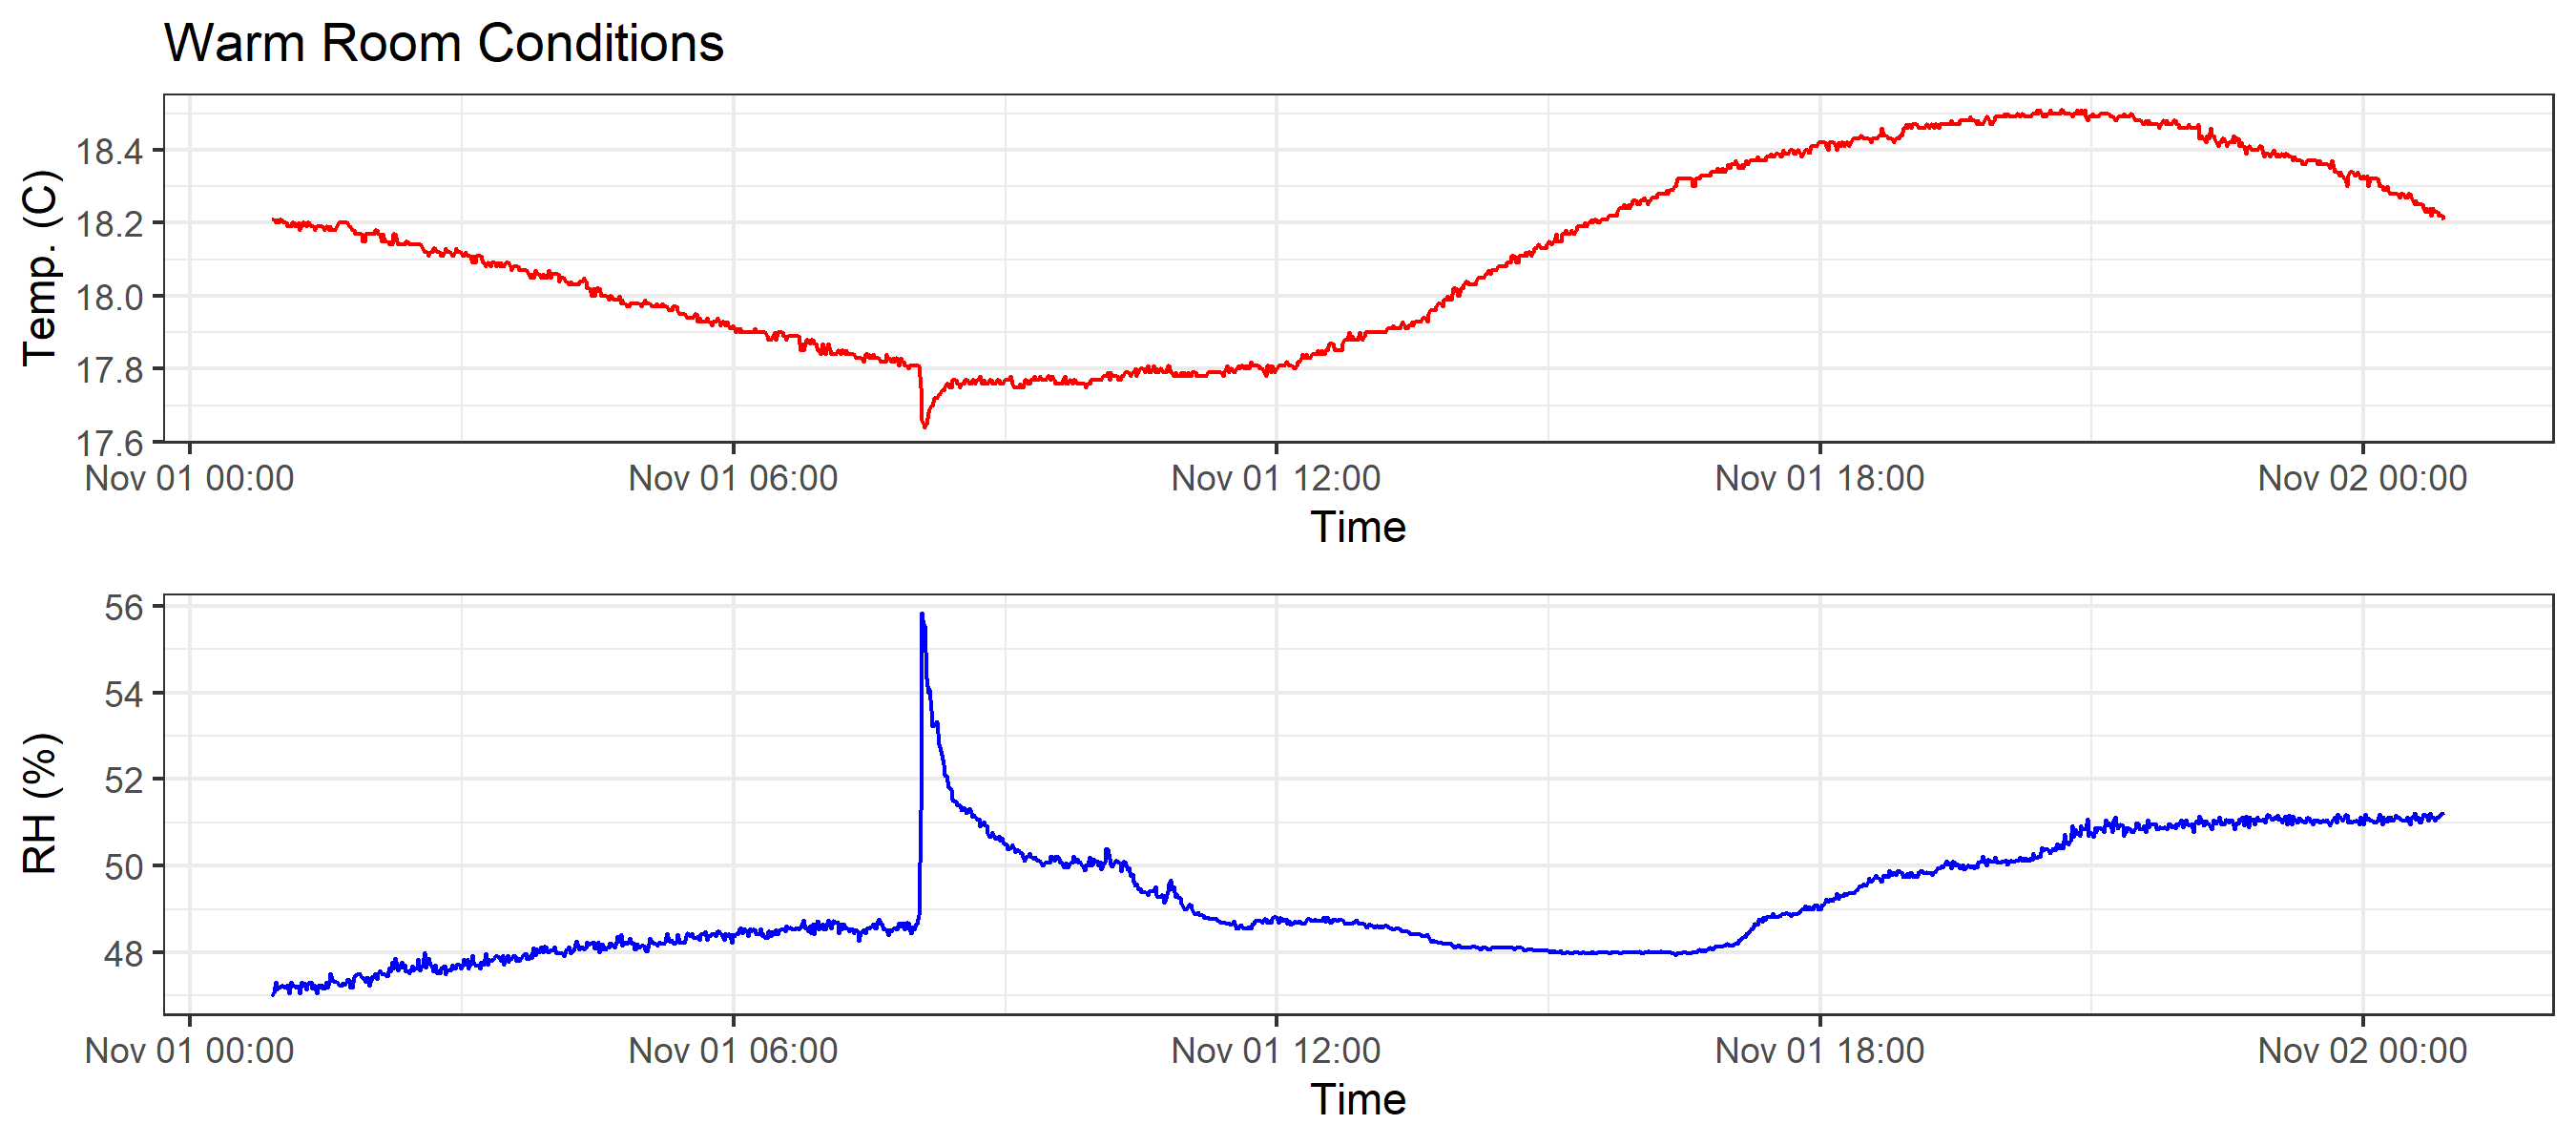 Warm Room Conditions
Temp. (C)
18.4
18.2
18.0
17.8
17.6
Nov 01 00:00 Nov 01 06:00 Nov 01 12:00 Nov 01 18:00 Nov 02 00:00
Time
RH (%)
56
54
52
50
48
Nov 01 00:00 Nov 01 06:00 Nov 01 12:00 Nov 01 18:00 Nov 02 00:00
Time